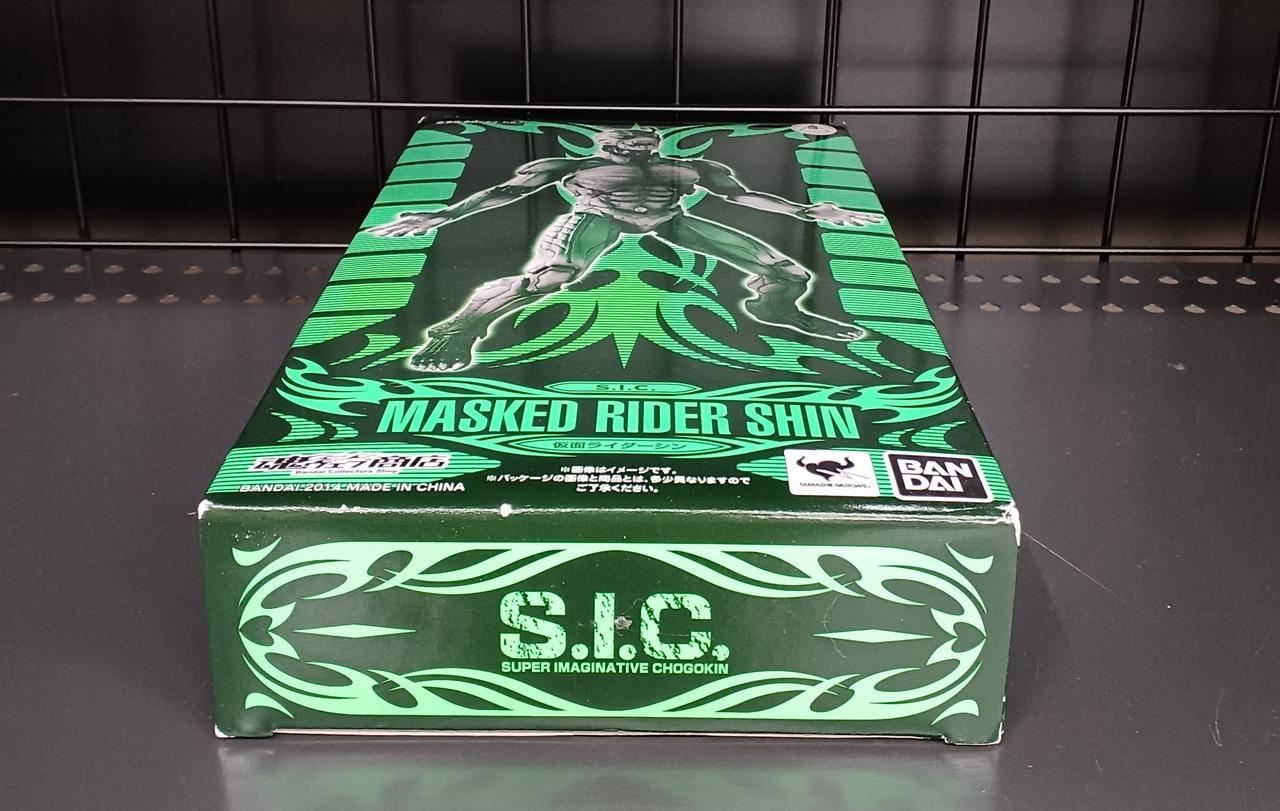 S.I.C.
MASKED RIDER SHIN
仮面ライダーシン
魂ウェブ商店
Bandai Collectors Shop
BANDAI 2014 MADE IN CHINA
※画像はイメージです。
※パッケージの画像と商品とは、多少異なりますので
ご了承ください。
TAMASHII NATIONS
BAN
DAI
S.I.C.
SUPER IMAGINATIVE CHOGOKIN